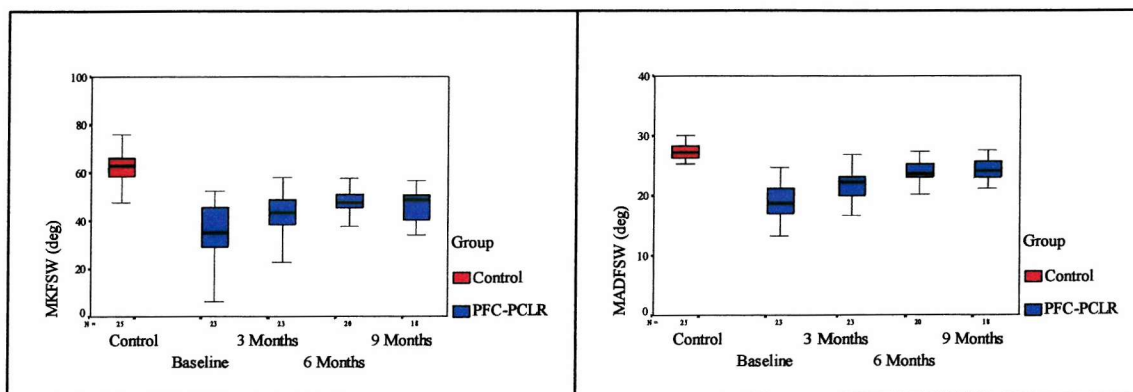 100
80
60
40
20
0
MKFSW (deg)
N = 25 23 23 20 18
Control 3 Months 9 Months
Baseline 6 Months
Group
Control
PFC-PCLR
40
30
20
10
0
MADFSW (deg)
N = 25 23 23 20 18
Control 3 Months 9 Months
Baseline 6 Months
Group
Control
PFC-PCLR